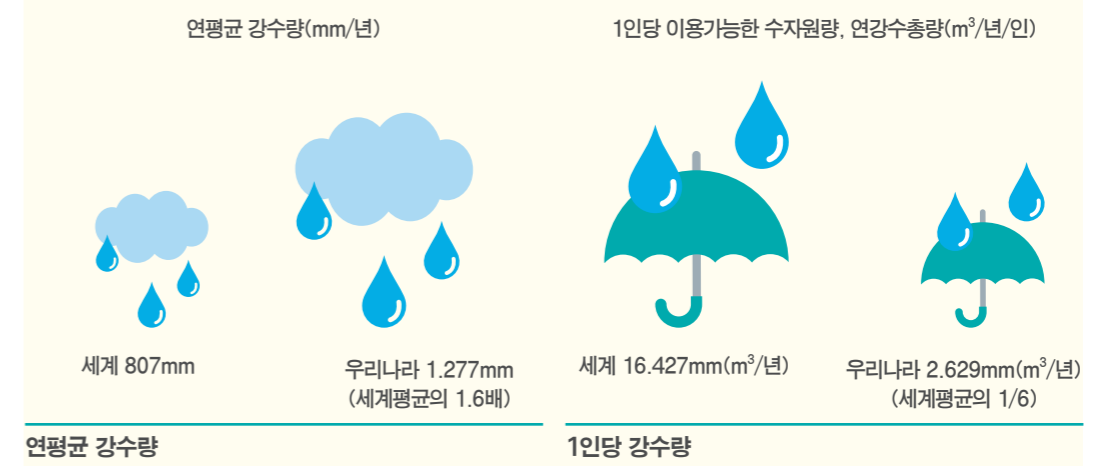 연평균 강수량(mm/년)
세계 807mm
우리나라 1.277mm
(세계평균의 1.6배)
연평균 강수량
1인당 이용가능한 수자원량, 연강수총량(m³/년/인)
세계 16.427mm(m³/년)
우리나라 2.629mm(m³/년)
(세계평균의 1/6)
1인당 강수량